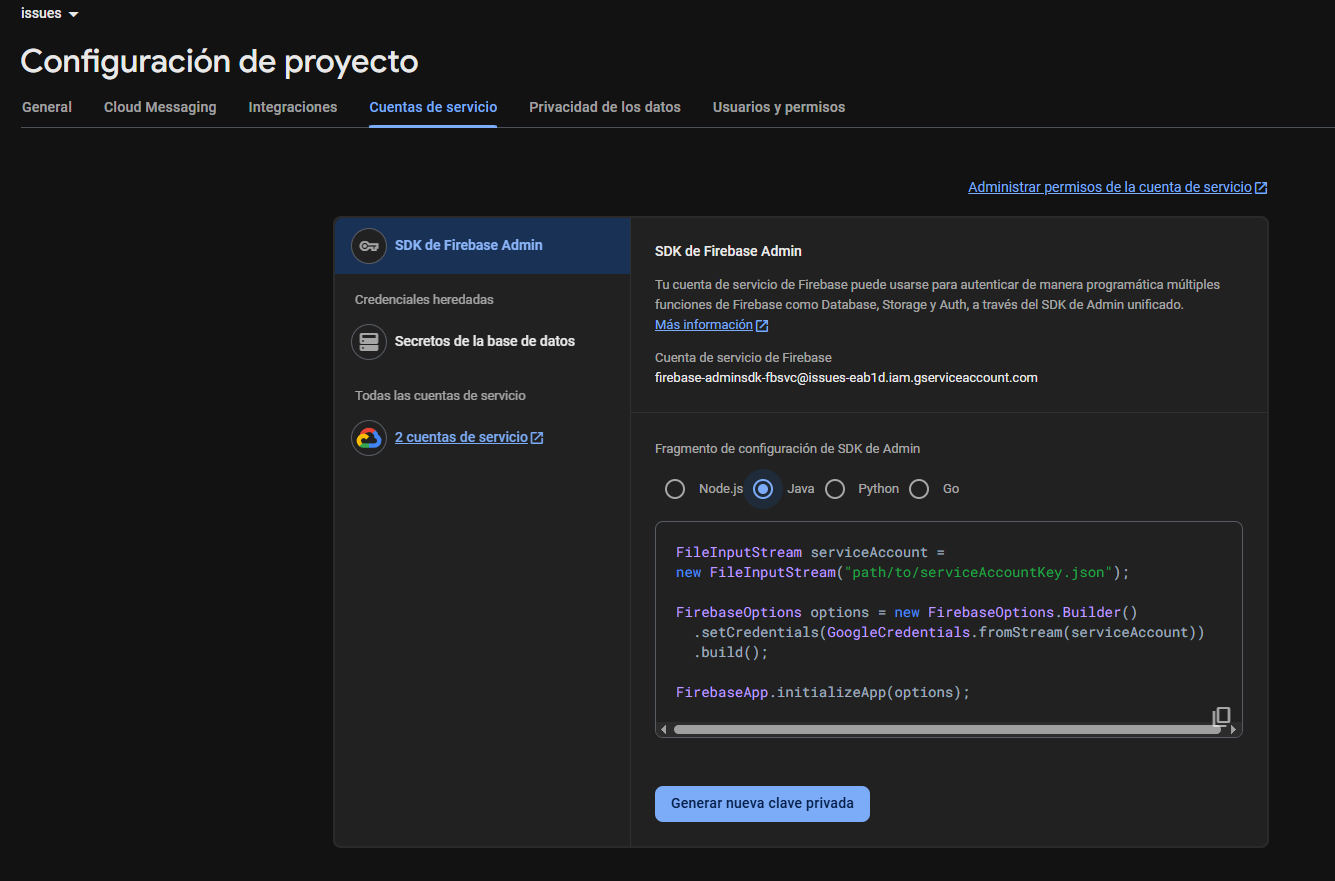 issues
Configuración de proyecto
General Cloud Messaging Integraciones Cuentas de servicio Privacidad de los datos Usuarios y permisos
Administrar permisos de la cuenta de servicio
SDK de Firebase Admin
Credenciales heredadas
Secretos de la base de datos
Todas las cuentas de servicio
2 cuentas de servicio
SDK de Firebase Admin
Tu cuenta de servicio de Firebase puede usarse para autenticar de manera programática múltiples
funciones de Firebase como Database, Storage y Auth, a través del SDK de Admin unificado.
Más información
Cuenta de servicio de Firebase
firebase-adminsdk-fbsvc@issues-eab1d.iam.gserviceaccount.com
Fragmento de configuración de SDK de Admin
Node.js Java Python Go
FileInputStream serviceAccount =
new FileInputStream("path/to/serviceAccountKey.json");
FirebaseOptions options = new FirebaseOptions.Builder()
.setCredentials(GoogleCredentials.fromStream(serviceAccount))
.build();
FirebaseApp.initializeApp(options);
Generar nueva clave privada